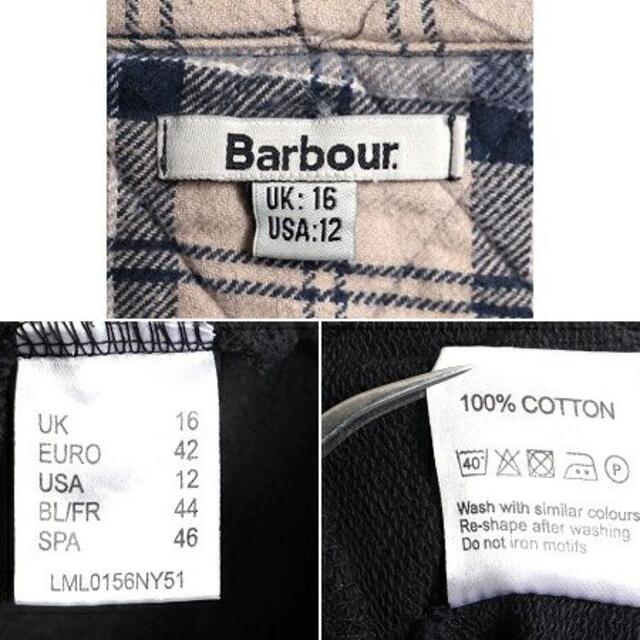 Barbour.
UK: 16
USA:12
UK 16
EURO 42
USA 12
BL/FR 44
SPA 46
LML0156NY51
100% COTTON
40
P
Wash with similar colours
Re-shape after washing
Do not iron motifs